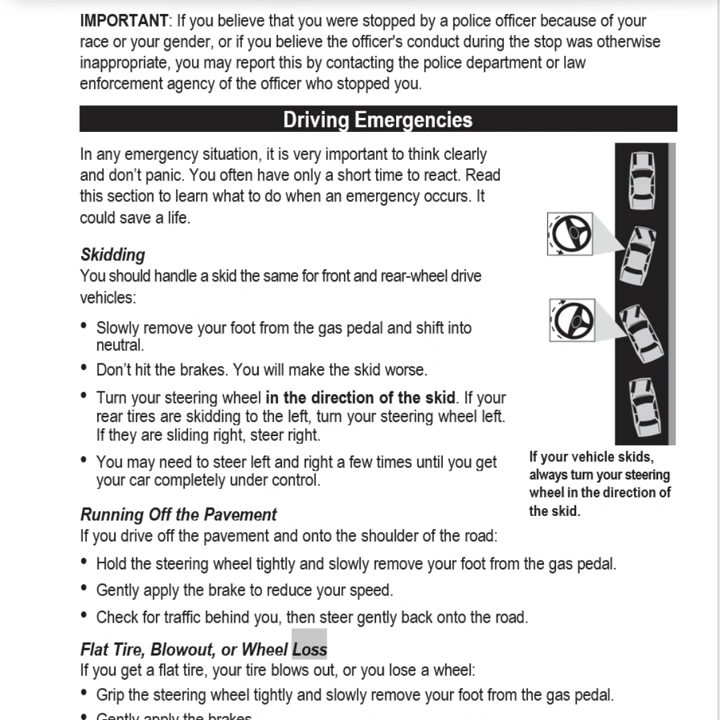 IMPORTANT: If you believe that you were stopped by a police officer because of your
race or your gender, or if you believe the officer's conduct during the stop was otherwise
inappropriate, you may report this by contacting the police department or law
enforcement agency of the officer who stopped you.
Driving Emergencies
In any emergency situation, it is very important to think clearly
and don't panic. You often have only a short time to react. Read
this section to learn what to do when an emergency occurs. It
could save a life.
Skidding
You should handle a skid the same for front and rear-wheel drive
vehicles:
• Slowly remove your foot from the gas pedal and shift into
neutral.
• Don't hit the brakes. You will make the skid worse.
• Turn your steering wheel in the direction of the skid. If your
rear tires are skidding to the left, turn your steering wheel left.
If they are sliding right, steer right.
• You may need to steer left and right a few times until you get
your car completely under control.
If your vehicle skids,
always turn your steering
wheel in the direction of
the skid.
Running Off the Pavement
If you drive off the pavement and onto the shoulder of the road:
• Hold the steering wheel tightly and slowly remove your foot from the gas pedal.
• Gently apply the brake to reduce your speed.
• Check for traffic behind you, then steer gently back onto the road.
Flat Tire, Blowout, or Wheel Loss
If you get a flat tire, your tire blows out, or you lose a wheel:
• Grip the steering wheel tightly and slowly remove your foot from the gas pedal.
• Gently apply the brakes